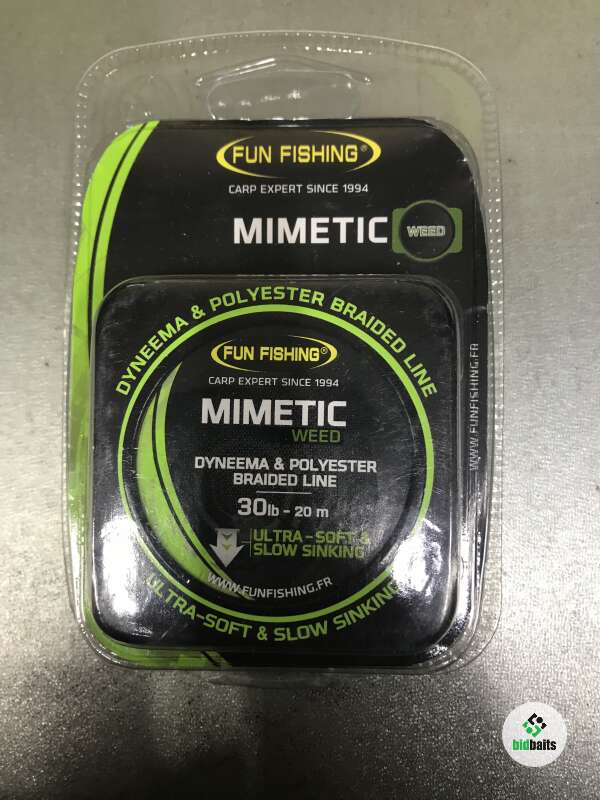 FUN FISHING®
CARP EXPERT SINCE 1994
MIMETIC
WEED
DYNEEMA & POLYESTER BRAIDED LINE
FUN FISHING®
CARP EXPERT SINCE 1994
MIMETIC
WEED
DYNEEMA & POLYESTER
BRAIDED LINE
30lb - 20 m
ULTRA-SOFT &
SLOW SINKING
WWW.FUNFISHING.FR
ULTRA-SOFT & SLOW SINKING
WWW.FUNFISHING.FR
bidbaits